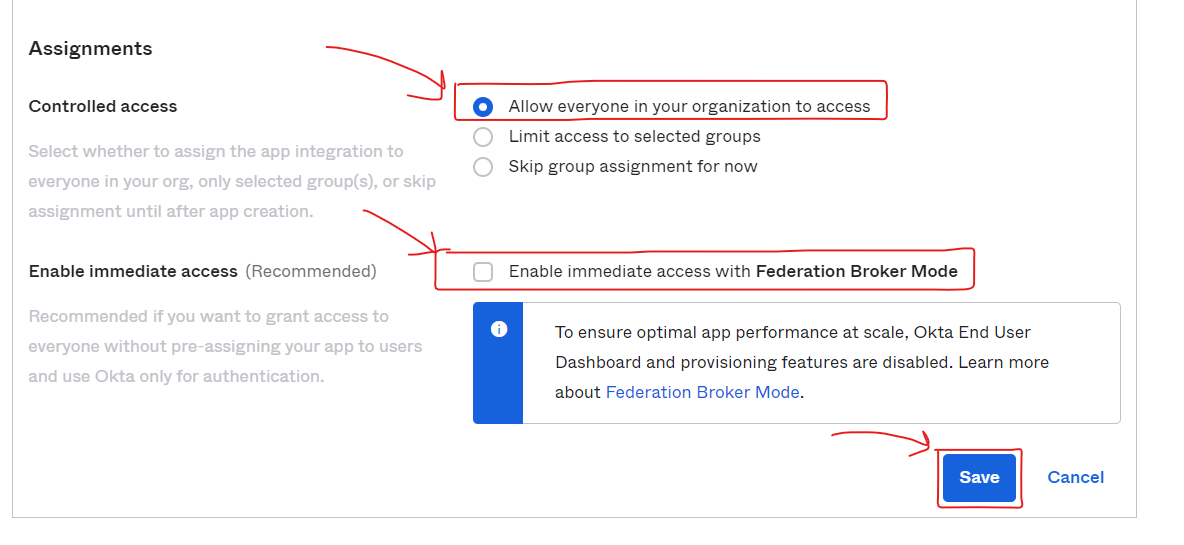 Assignments
Controlled access
Select whether to assign the app integration to
everyone in your org, only selected group(s), or skip
assignment until after app creation.
Allow everyone in your organization to access
Limit access to selected groups
Skip group assignment for now
Enable immediate access (Recommended)
Recommended if you want to grant access to
everyone without pre-assigning your app to users
and use Okta only for authentication.
Enable immediate access with Federation Broker Mode
To ensure optimal app performance at scale, Okta End User
Dashboard and provisioning features are disabled. Learn more
about Federation Broker Mode.
Save
Cancel